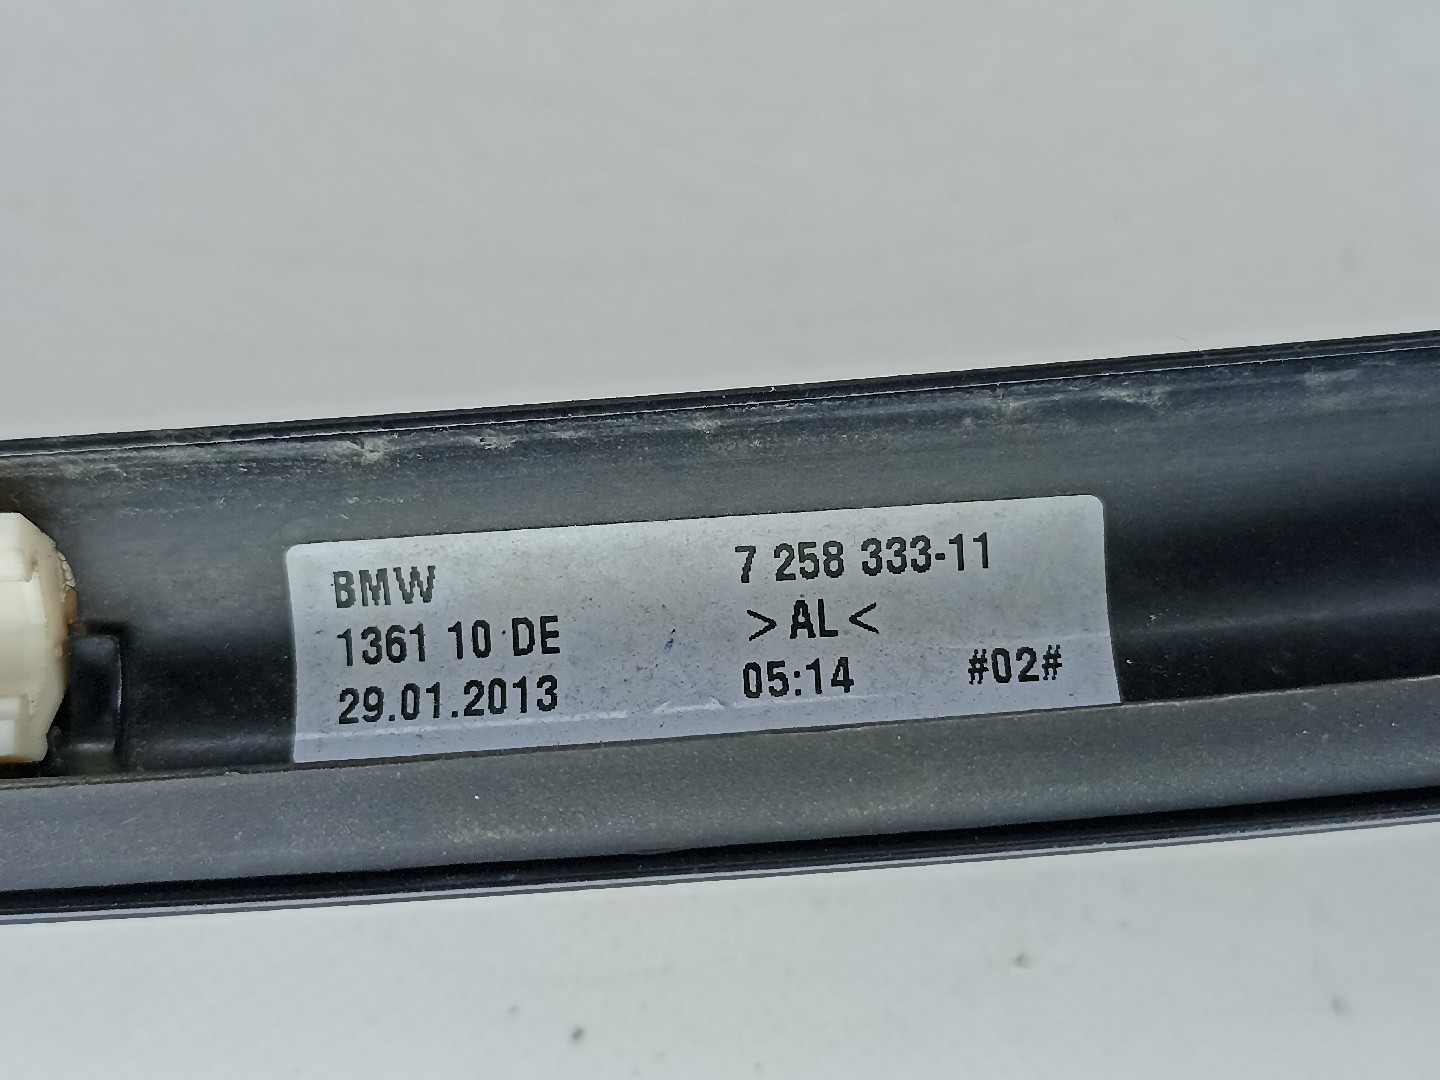 BMW 7 258 333-11
1361 10 DE >AL<
29.01.2013 05:14 #02#